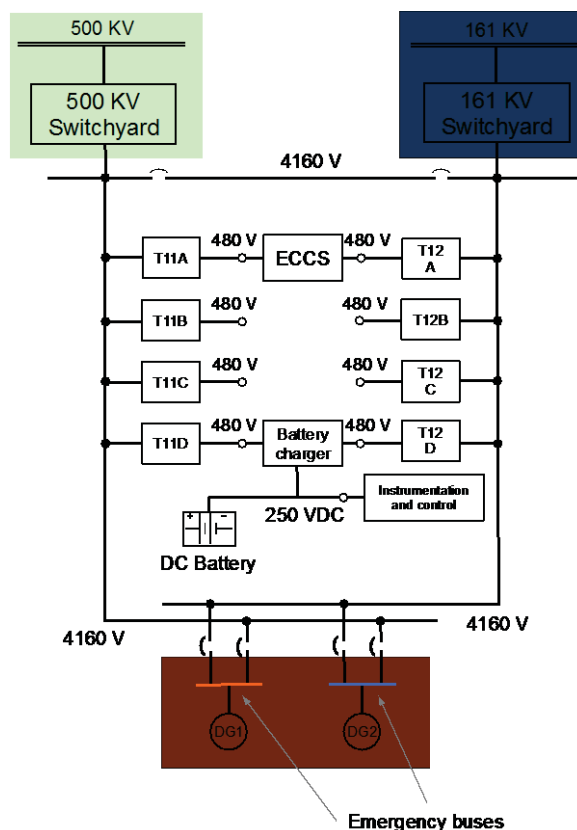 500 KV
161 KV
500 KV
Switchyard
161 KV
Switchyard
4160 V
T11A
480 V
ECCS
480 V
T12
A
T11B
480 V
480 V
T12B
T11C
480 V
480 V
T12
C
T11D
480 V
Battery
charger
480 V
T12
D
Instrumentation
and control
250 VDC
+
-
DC Battery
4160 V
4160 V
DG1
DG2
Emergency buses